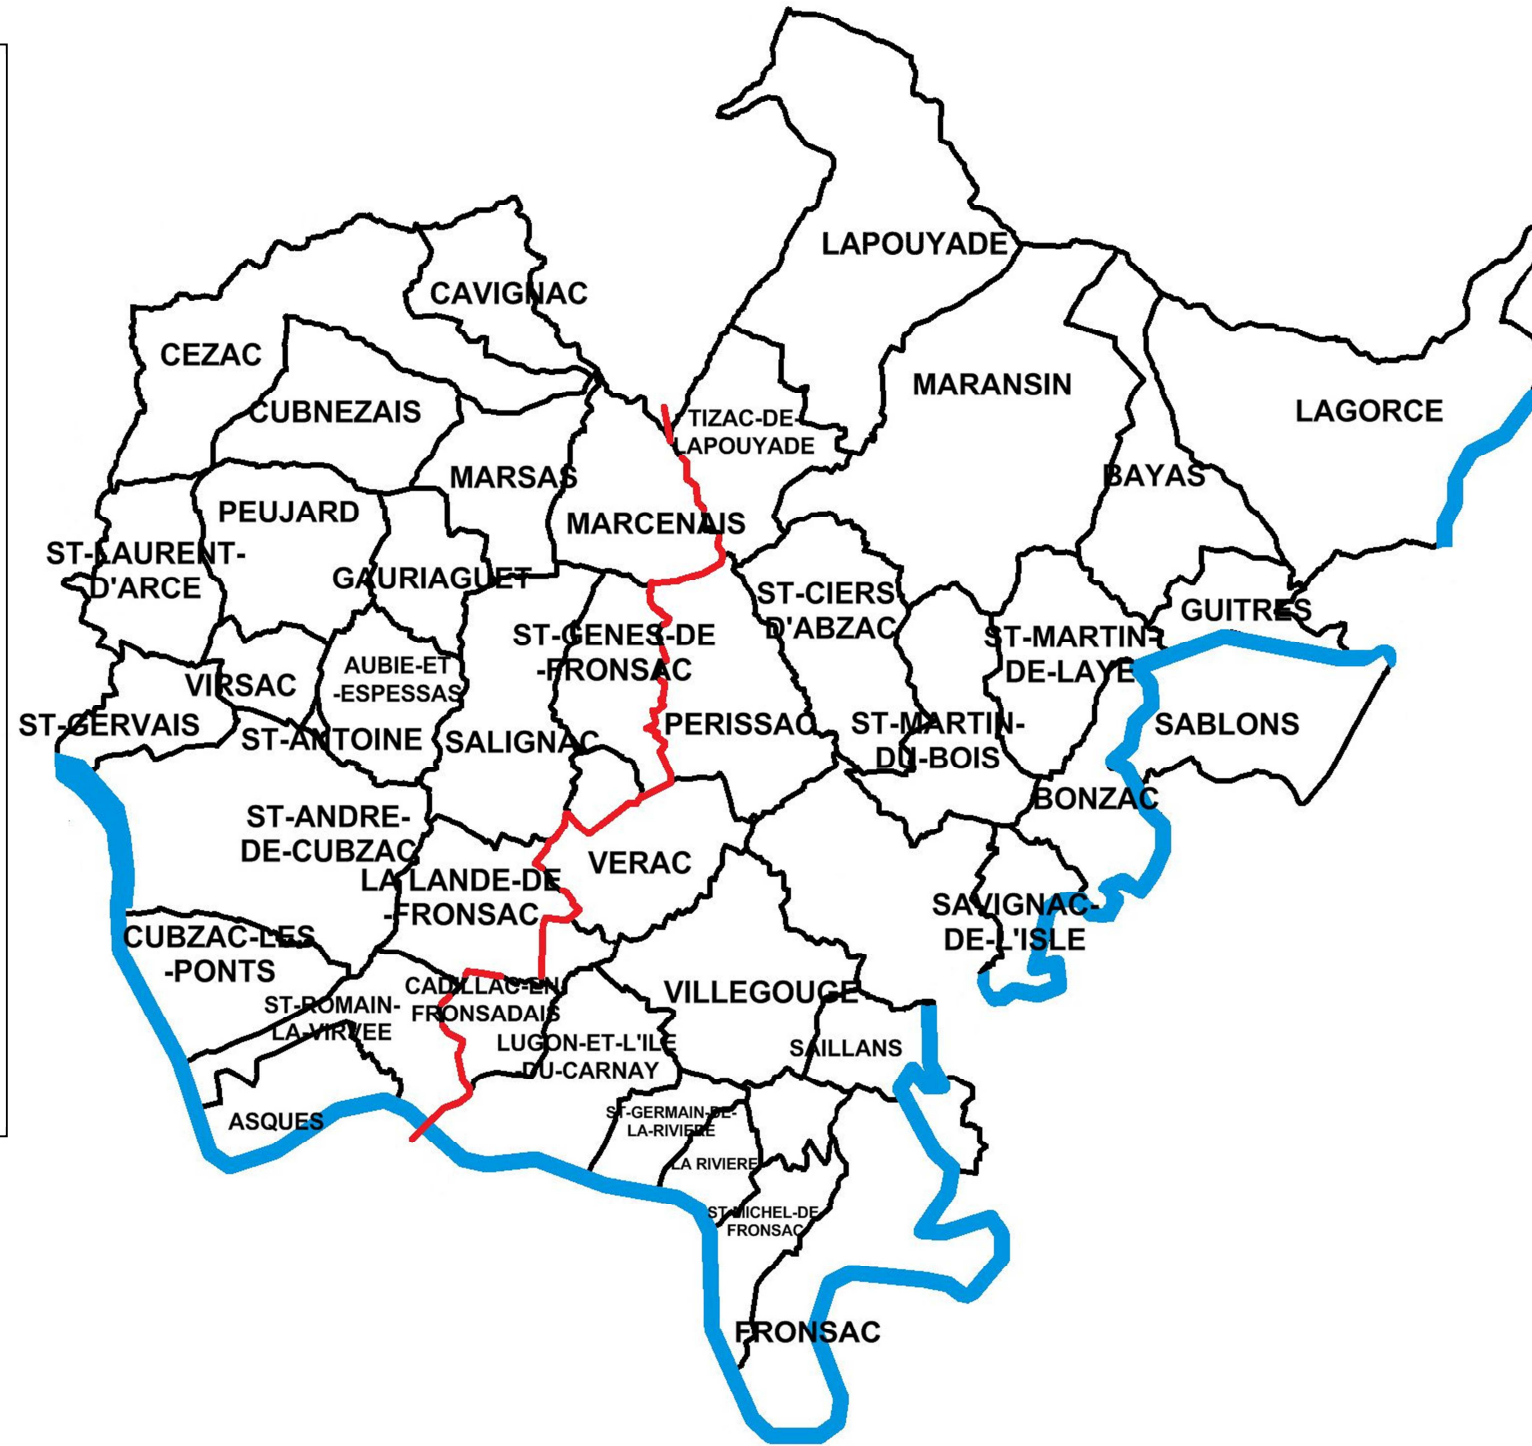 LAPOUYADE
CAVIGNAC
CEZAC
MARANSIN
CUBNEZAIS
LAGORCE
TIZAC-DE-
LAPOUYADE
MARSAS
BAYAS
PEUJARD
MARCENAIS
ST-LAURENT-
D'ARCE
GAURIAGUET
ST-CIERS
D'ABZAC
GUITRES
ST-GENES-DE
-FRONSAC
ST-MARTIN-
DE-LAYE
AUBIE-ET
-ESPESSAS
VIRSAC
ST-GERVAIS
ST-ANTOINE
SALIGNAC
PERISSAC
ST-MARTIN-
DU-BOIS
SABLONS
BONZAC
ST-ANDRE-
DE-CUBZAC
VERAC
LA LANDE-DE
-FRONSAC
SAVIGNAC-
DE-L'ISLE
CUBZAC-LES
-PONTS
CADILLAC-EN-
FRONSADAIS
VILLEGOUGE
ST-ROMAIN-
LA-VIRVEE
LUGON-ET-L'ILE
-DU-CARNAY
SAILLANS
ASQUES
ST-GERMAIN-DE-
LA-RIVIERE
LA RIVIERE
ST-MICHEL-DE
FRONSAC
FRONSAC